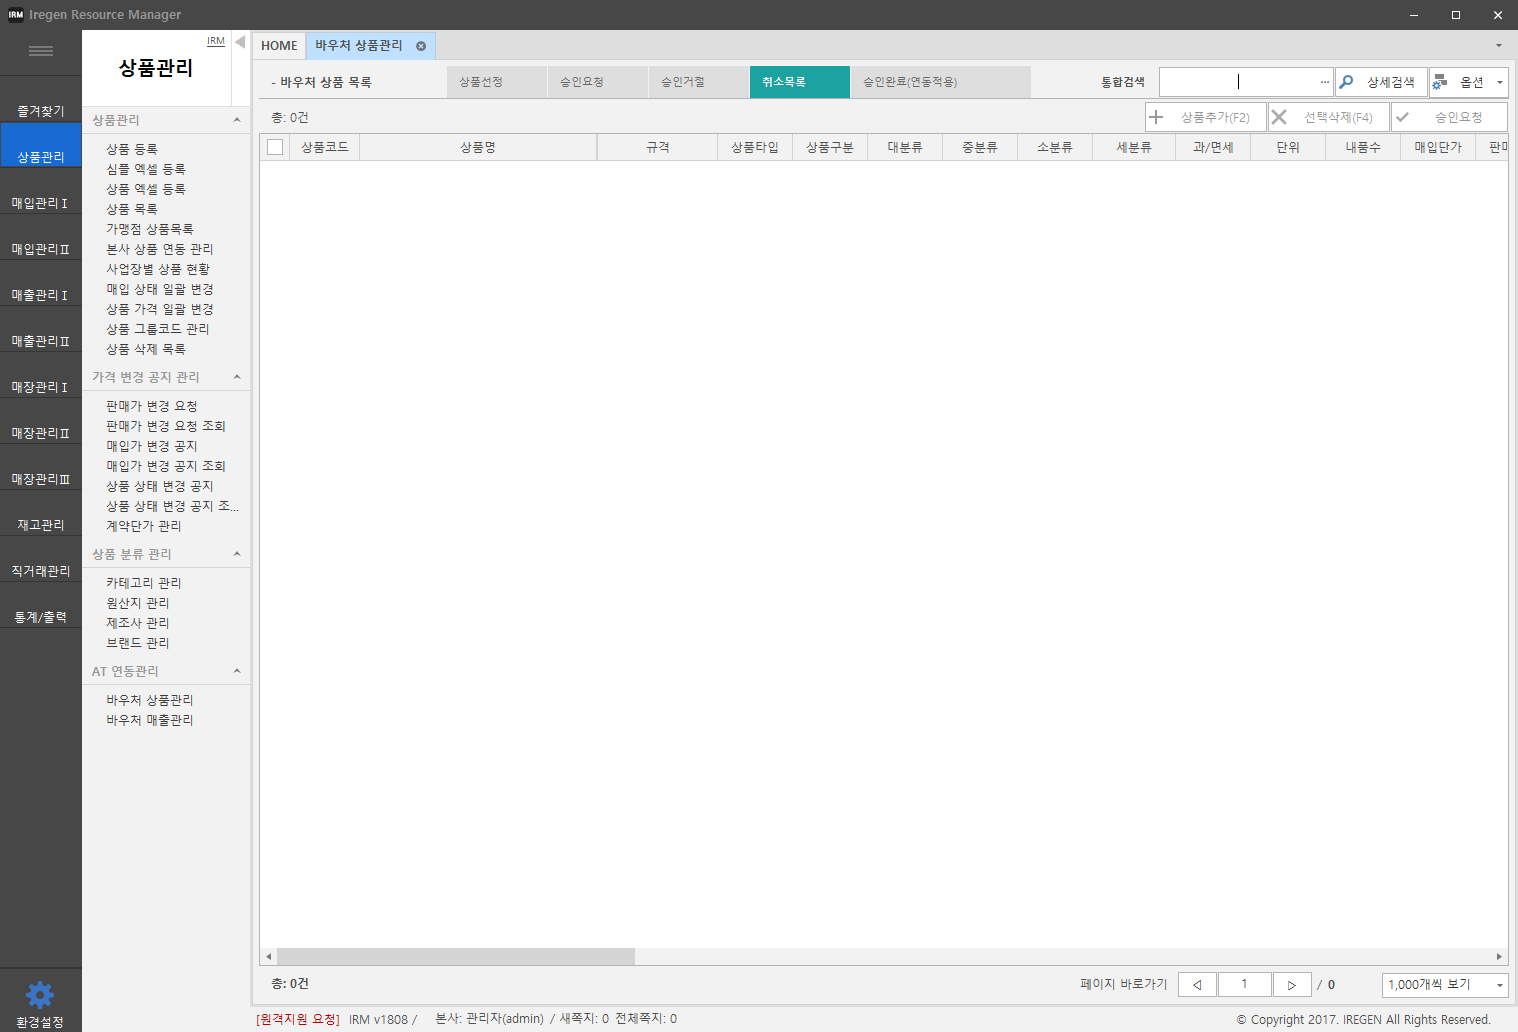 IRM Iregen Resource Manager
즐겨찾기
상품관리
매입관리 I
매입관리 II
매출관리 I
매출관리 II
매장관리 I
매장관리 II
매장관리 III
재고관리
직거래관리
통계/출력
환경설정
IRM
상품관리
상품관리
상품 등록
심플 엑셀 등록
상품 엑셀 등록
상품 목록
가맹점 상품목록
본사 상품 연동 관리
사업장별 상품 현황
매입 상태 일괄 변경
상품 가격 일괄 변경
상품 그룹코드 관리
상품 삭제 목록
가격 변경 공지 관리
판매가 변경 요청
판매가 변경 요청 조회
매입가 변경 공지
매입가 변경 공지 조회
상품 상태 변경 공지
상품 상태 변경 공지 조...
계약단가 관리
상품 분류 관리
카테고리 관리
원산지 관리
제조사 관리
브랜드 관리
AT 연동관리
바우처 상품관리
바우처 매출관리
HOME 바우처 상품관리
- 바우처 상품 목록 상품선정 승인요청 승인거절 취소목록 승인완료(연동적용) 통합검색 ... 상세검색 옵션
총: 0건 상품추가(F2) 선택삭제(F4) 승인요청
상품코드 상품명 규격 상품타입 상품구분 대분류 중분류 소분류 세분류 과/면세 단위 내품수 매입단가 판매
총: 0건 페이지 바로가기 1 / 0 1,000개씩 보기
[원격지원 요청] IRM v1808 / 본사: 관리자(admin) / 새쪽지: 0 전체쪽지: 0 © Copyright 2017. IREGEN All Rights Reserved.